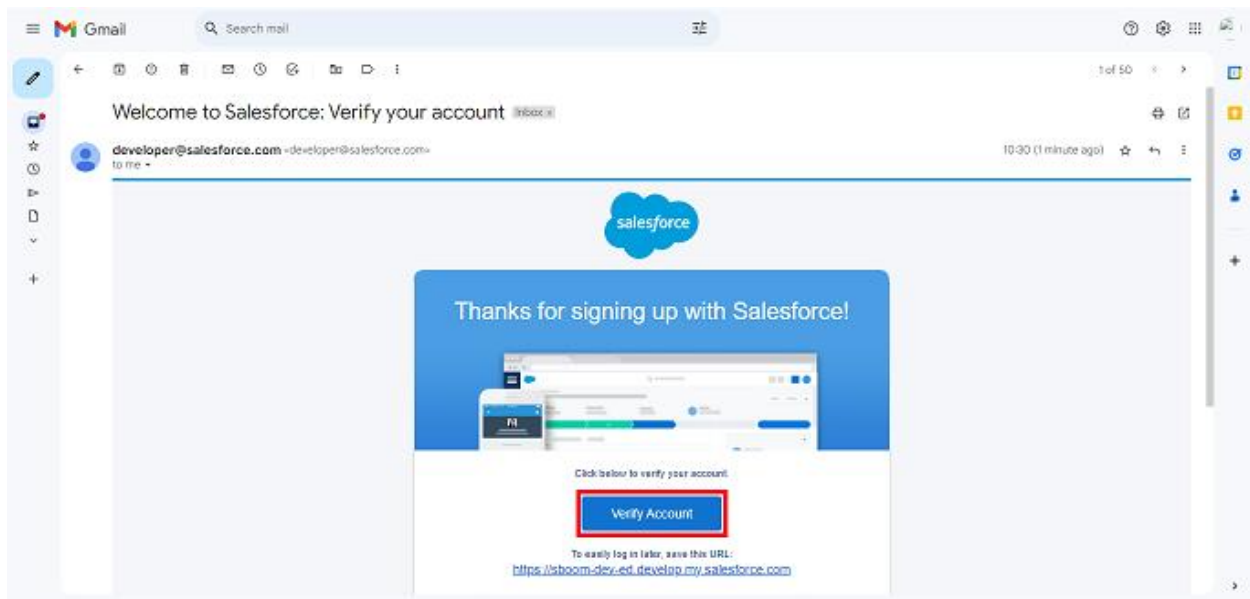 Gmail
Search mail
1 of 50
Welcome to Salesforce: Verify your account Inbox x
developer@salesforce.com <developer@salesforce.com>
10:30 (1 minute ago)
to me
salesforce
Thanks for signing up with Salesforce!
Click below to verify your account.
Verify Account
To easily log in later, save this URL:
https://sboom-dev-ed.develop.my.salesforce.com